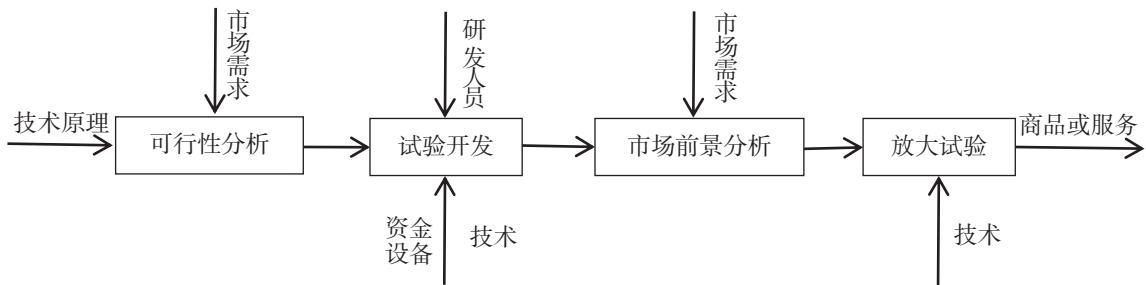 市场需求
研发人员
市场需求
技术原理
可行性分析
试验开发
市场前景分析
放大试验
商品或服务
资金
设备
技术
技术